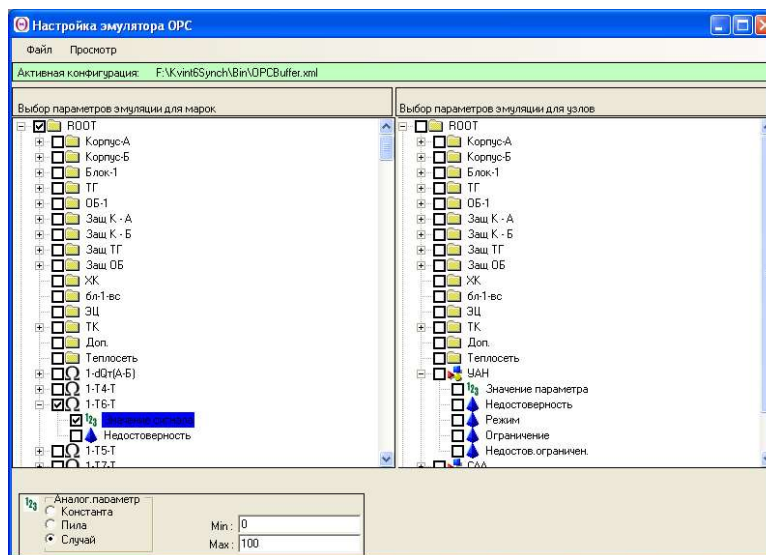 Настройка эмулятора OPC
Файл Просмотр
Активная конфигурация: F:\Kvint6Synch\Bin\OPCBuffer.xml
Выбор параметров эмуляции для марок
ROOT
Корпус-А
Корпус-Б
Блок-1
ТГ
ОБ-1
Защ К - А
Защ К - Б
Защ ТГ
Защ ОБ
ХК
бл-1-вс
ЭЦ
ТК
Доп.
Теплосеть
1-dQт(А-Б)
1-Т4-Т
1-Т6-Т
Значение сигнала
Недостоверность
1-Т5-Т
1-Т7-Т
Выбор параметров эмуляции для узлов
ROOT
Корпус-А
Корпус-Б
Блок-1
ТГ
ОБ-1
Защ К - А
Защ К - Б
Защ ТГ
Защ ОБ
ХК
бл-1-вс
ЭЦ
ТК
Доп.
Теплосеть
УАН
Значение параметра
Недостоверность
Режим
Ограничение
Недостов.ограничен.
САА
Аналог.параметр
Константа
Пила
Случай
Min : 0
Max : 100